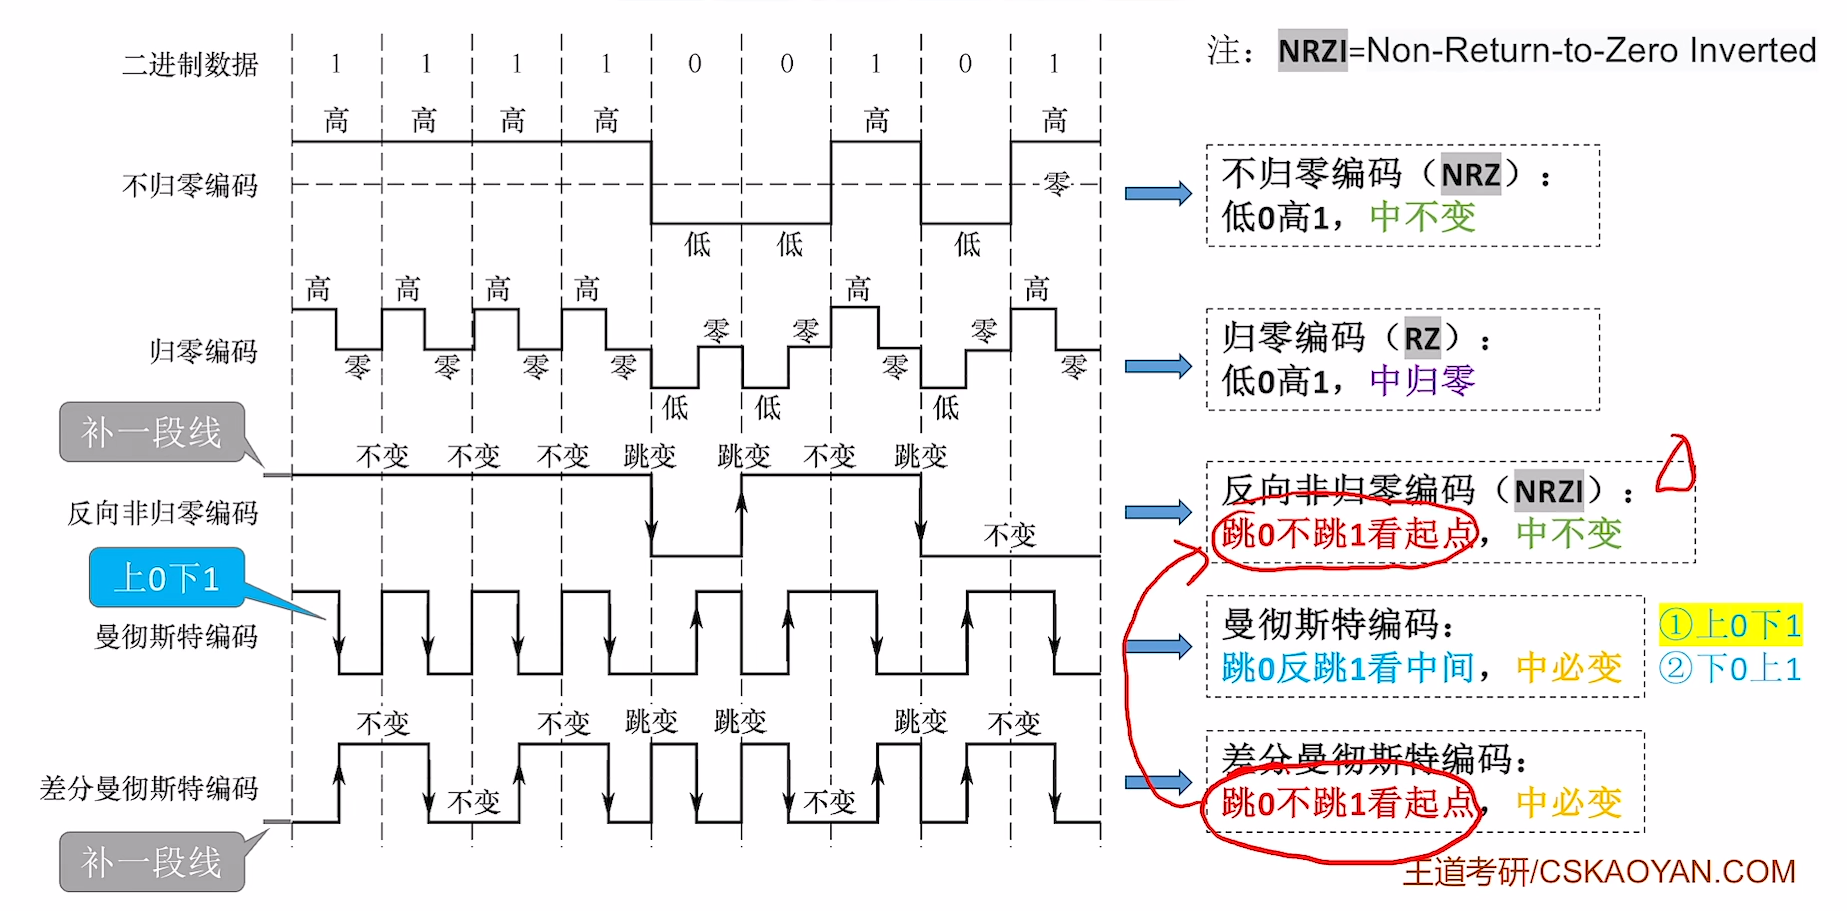 二进制数据 1 1 1 1 0 0 1 0 1
注：NRZI=Non-Return-to-Zero Inverted
高 高 高 高 高 高
不归零编码 零
低 低 低
不归零编码（NRZ）：
低0高1，中不变
高 高 高 高 高 高
零 零 零
归零编码 零 零 零 零 零 零
低 低 低
归零编码（RZ）：
低0高1，中归零
补一段线
不变 不变 不变 跳变 跳变 不变 跳变
反向非归零编码 不变
反向非归零编码（NRZI）：
跳0不跳1看起点，中不变
上0下1
曼彻斯特编码
曼彻斯特编码：
跳0反跳1看中间，中必变
①上0下1
②下0上1
不变 不变 跳变 跳变 跳变 不变
差分曼彻斯特编码 不变 不变
差分曼彻斯特编码：
跳0不跳1看起点，中必变
补一段线
王道考研/CSKAOYAN.COM